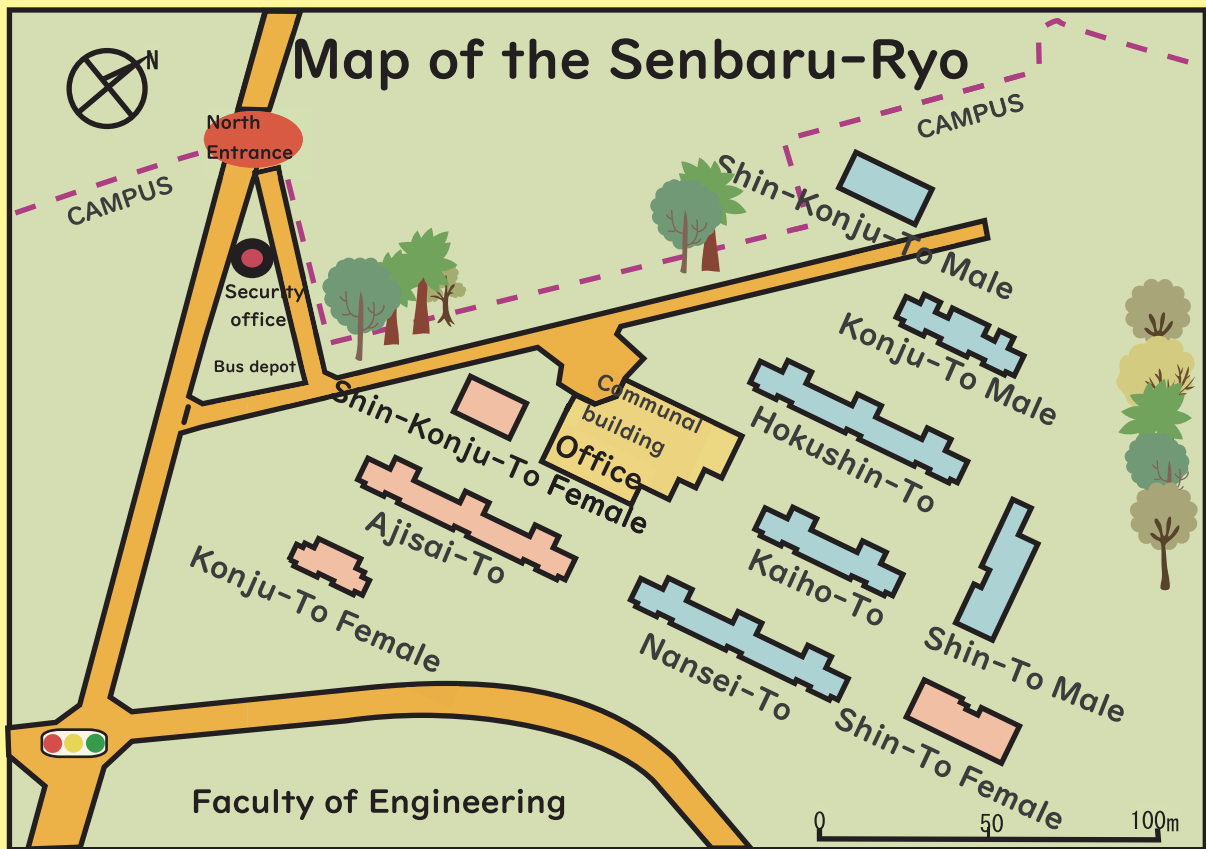 Map of the Senbaru-Ryo
N
North
Entrance
CAMPUS
CAMPUS
Shin-Konju-To Male
Security
office
Bus depot
Konju-To Male
Communal
building
Office
Shin-Konju-To Female
Hokushin-To
Ajisai-To
Konju-To Female
Kaiho-To
Nansei-To
Shin-To Male
Shin-To Female
Faculty of Engineering
0 50 100m